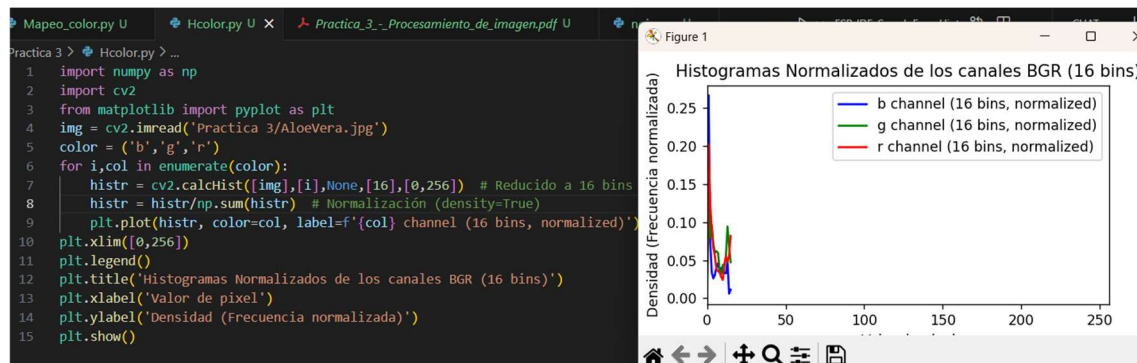 Mapeo_color.py U
Hcolor.py U
Practica_3_-_Procesamiento_de_imagen.pdf U
Practica 3 > Hcolor.py > ...
1 import numpy as np
2 import cv2
3 from matplotlib import pyplot as plt
4 img = cv2.imread('Practica 3/AloeVera.jpg')
5 color = ('b','g','r')
6 for i,col in enumerate(color):
7 histr = cv2.calcHist([img],[i],None,[16],[0,256]) # Reducido a 16 bins
8 histr = histr/np.sum(histr) # Normalización (density=True)
9 plt.plot(histr, color=col, label=f'{col} channel (16 bins, normalized)')
10 plt.xlim([0,256])
11 plt.legend()
12 plt.title('Histogramas Normalizados de los canales BGR (16 bins)')
13 plt.xlabel('Valor de pixel')
14 plt.ylabel('Densidad (Frecuencia normalizada)')
15 plt.show()
Figure 1
Histogramas Normalizados de los canales BGR (16 bins)
Densidad (Frecuencia normalizada)
b channel (16 bins, normalized)
g channel (16 bins, normalized)
r channel (16 bins, normalized)
0.25
0.20
0.15
0.10
0.05
0.00
0 50 100 150 200 250